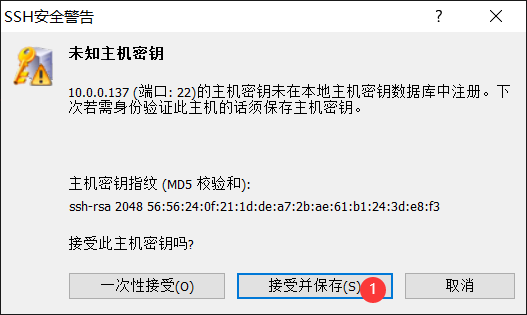 SSH安全警告
未知主机密钥
10.0.0.137 (端口: 22)的主机密钥未在本地主机密钥数据库中注册。下
次若需身份验证此主机的话须保存主机密钥。
主机密钥指纹 (MD5 校验和):
ssh-rsa 2048 56:56:24:0f:21:1d:de:a7:2b:ae:61:b1:24:3d:e8:f3
接受此主机密钥吗?
一次性接受(O) 接受并保存(S) 1 取消